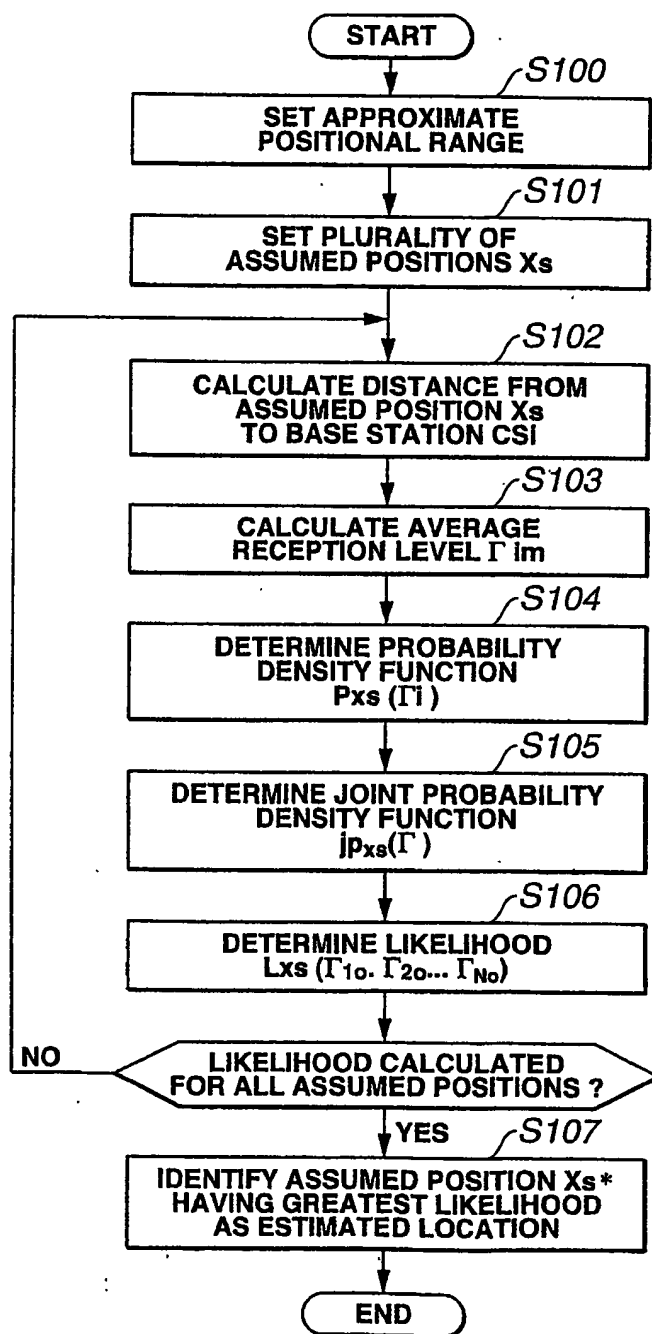 START
S100
SET APPROXIMATE
POSITIONAL RANGE
S101
SET PLURALITY OF
ASSUMED POSITIONS Xs
S102
CALCULATE DISTANCE FROM
ASSUMED POSITION Xs
TO BASE STATION CSi
S103
CALCULATE AVERAGE
RECEPTION LEVEL Γ im
S104
DETERMINE PROBABILITY
DENSITY FUNCTION
Pxs (Γi )
S105
DETERMINE JOINT PROBABILITY
DENSITY FUNCTION
jpxs(Γ )
S106
DETERMINE LIKELIHOOD
Lxs (Γ1o. Γ2o... ΓNo)
NO
LIKELIHOOD CALCULATED
FOR ALL ASSUMED POSITIONS ?
YES
S107
IDENTIFY ASSUMED POSITION Xs*
HAVING GREATEST LIKELIHOOD
AS ESTIMATED LOCATION
END